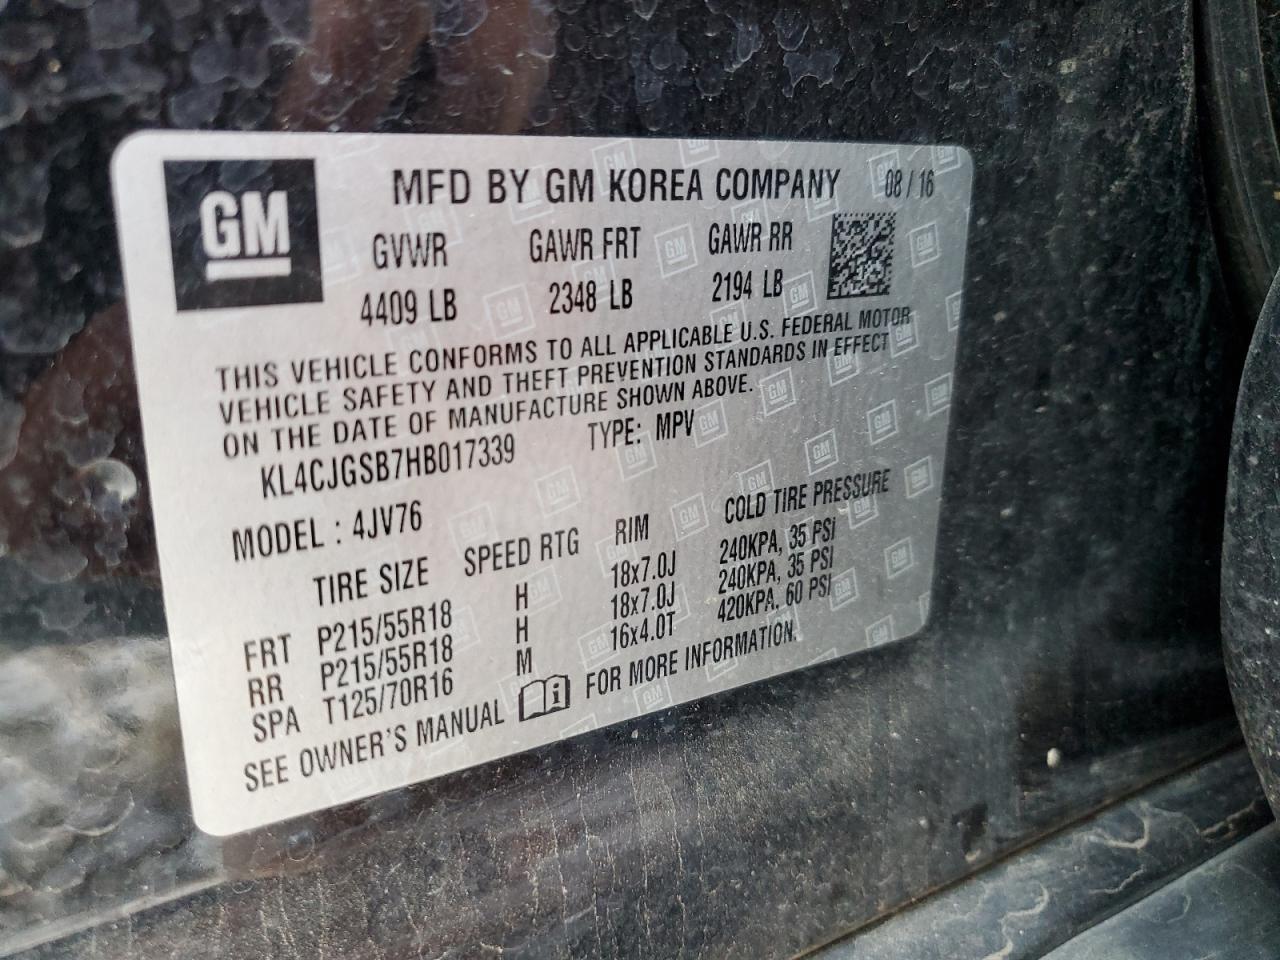 GM
MFD BY GM KOREA COMPANY 08 / 16
GVWR GAWR FRT GAWR RR
4409 LB 2348 LB 2194 LB
THIS VEHICLE CONFORMS TO ALL APPLICABLE U.S. FEDERAL MOTOR
VEHICLE SAFETY AND THEFT PREVENTION STANDARDS IN EFFECT
ON THE DATE OF MANUFACTURE SHOWN ABOVE.
KL4CJGSB7HB017339 TYPE: MPV
MODEL : 4JV76
TIRE SIZE SPEED RTG RIM COLD TIRE PRESSURE
FRT P215/55R18 H 18x7.0J 240KPA, 35 PSI
RR P215/55R18 H 18x7.0J 240KPA, 35 PSI
SPA T125/70R16 M 16x4.0T 420KPA, 60 PSI
SEE OWNER'S MANUAL i FOR MORE INFORMATION.